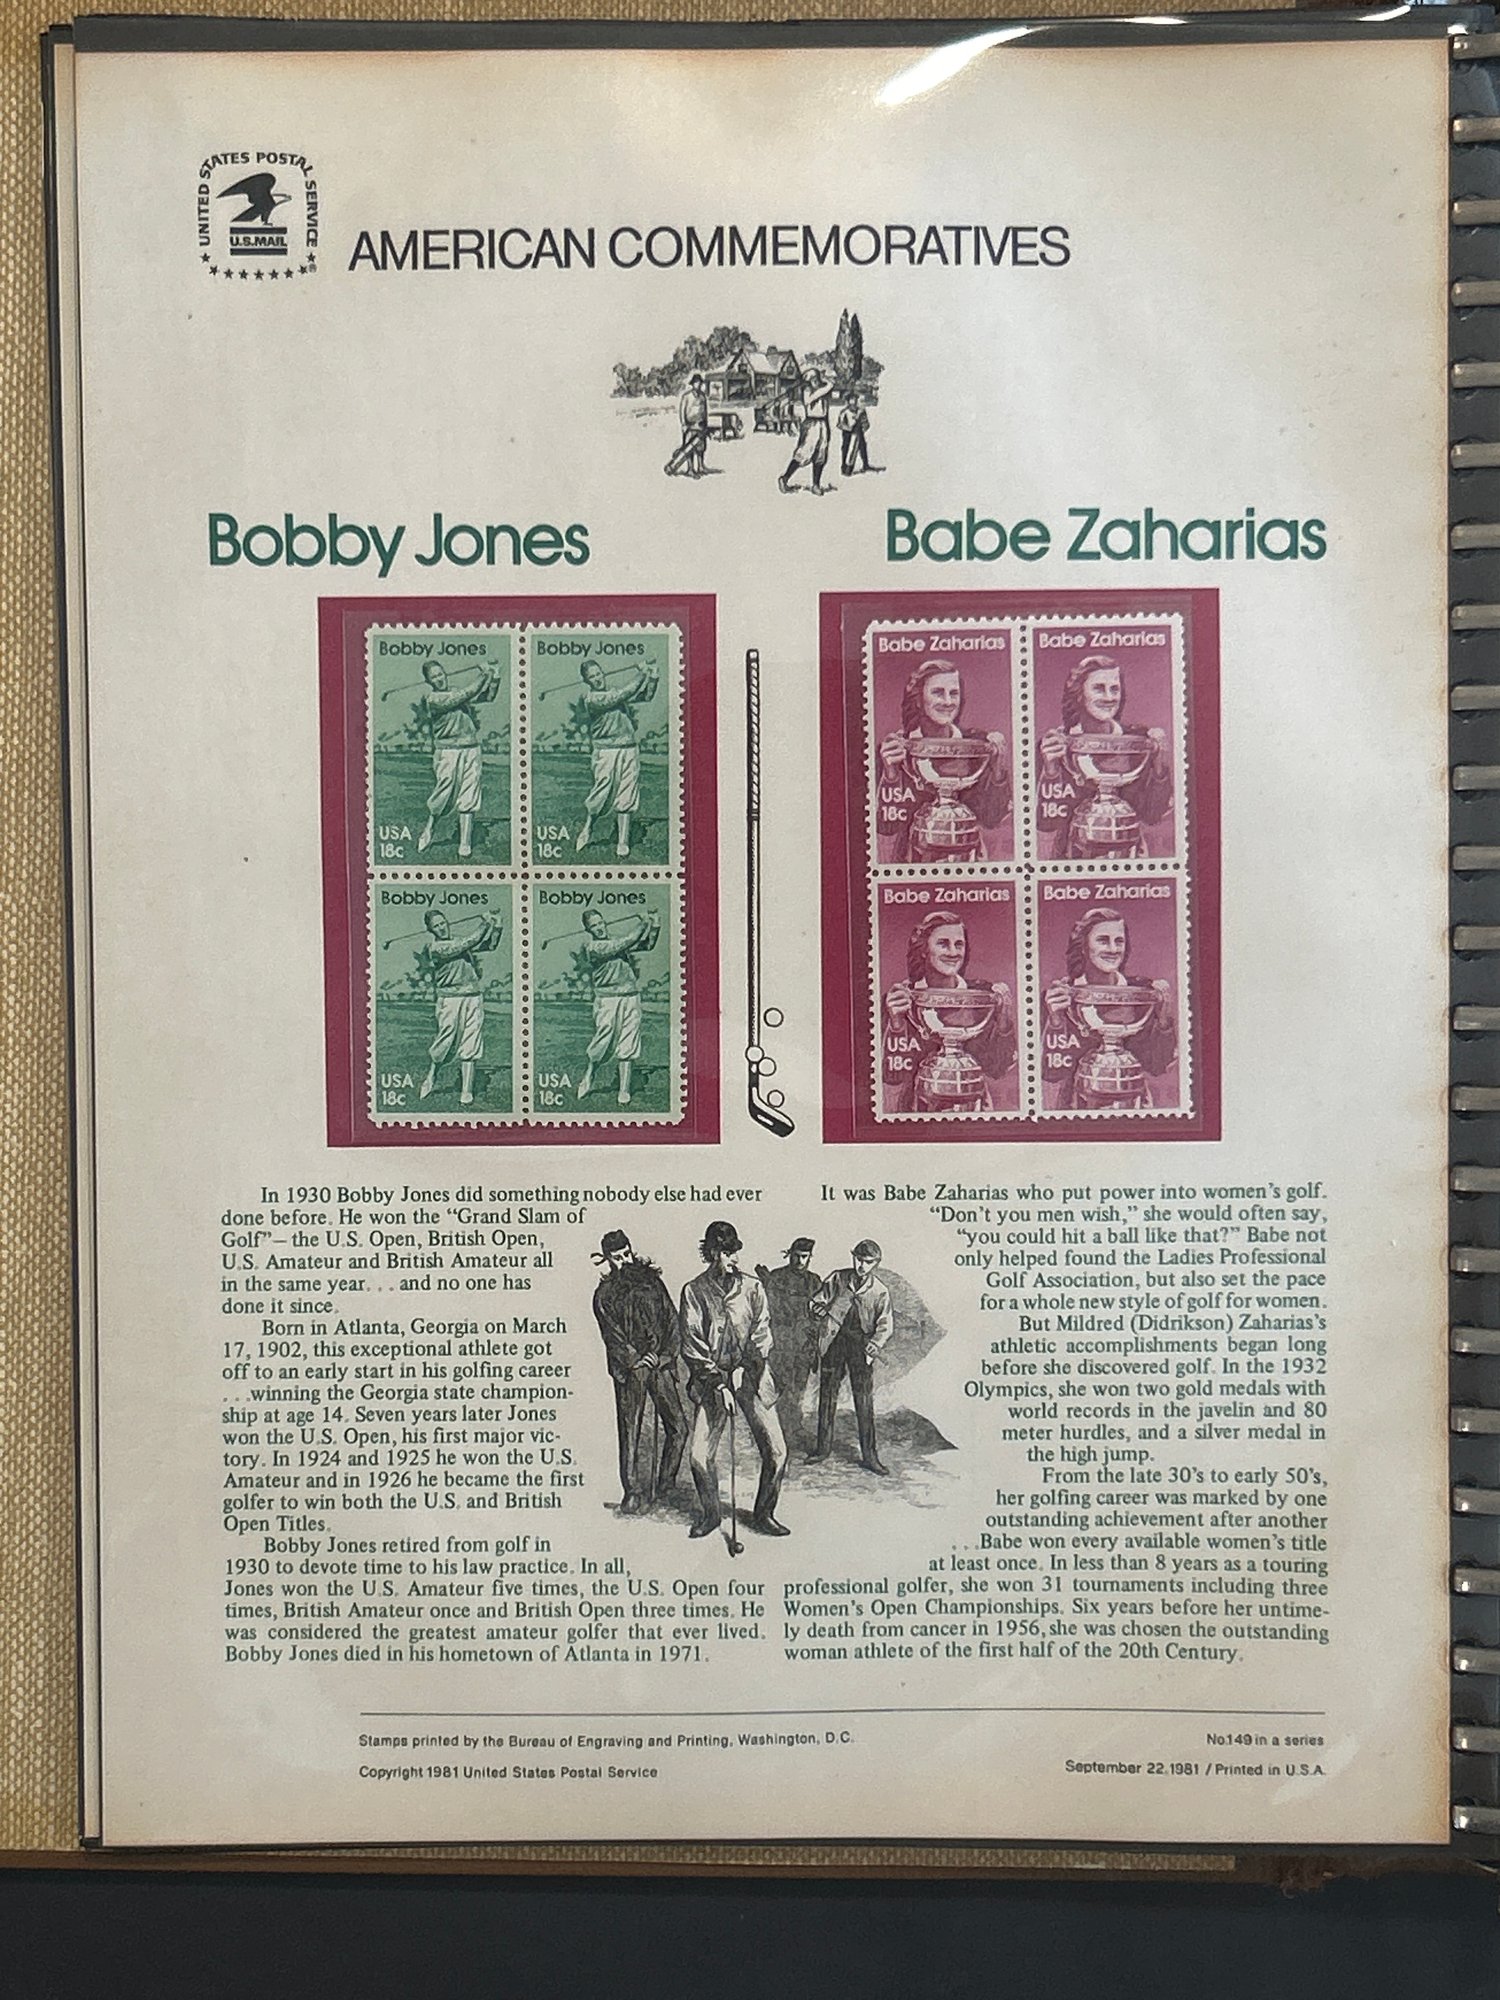 UNITED STATES POSTAL SERVICE
U.S.MAIL
AMERICAN COMMEMORATIVES
Bobby Jones
Babe Zaharias
Bobby Jones
USA
18c
Bobby Jones
USA
18c
Bobby Jones
USA
18c
Bobby Jones
USA
18c
Babe Zaharias
USA
18c
Babe Zaharias
USA
18c
Babe Zaharias
USA
18c
Babe Zaharias
USA
18c
In 1930 Bobby Jones did something nobody else had ever
done before. He won the “Grand Slam of
Golf”—the U.S. Open, British Open,
U.S. Amateur and British Amateur all
in the same year. . . and no one has
done it since.
Born in Atlanta, Georgia on March
17, 1902, this exceptional athlete got
off to an early start in his golfing career
. . .winning the Georgia state champion-
ship at age 14. Seven years later Jones
won the U.S. Open, his first major vic-
tory. In 1924 and 1925 he won the U.S.
Amateur and in 1926 he became the first
golfer to win both the U.S. and British
Open Titles.
Bobby Jones retired from golf in
1930 to devote time to his law practice. In all,
Jones won the U.S. Amateur five times, the U.S. Open four
times, British Amateur once and British Open three times. He
was considered the greatest amateur golfer that ever lived.
Bobby Jones died in his hometown of Atlanta in 1971.
It was Babe Zaharias who put power into women’s golf.
“Don’t you men wish,” she would often say,
“you could hit a ball like that?” Babe not
only helped found the Ladies Professional
Golf Association, but also set the pace
for a whole new style of golf for women.
But Mildred (Didrikson) Zaharias’s
athletic accomplishments began long
before she discovered golf. In the 1932
Olympics, she won two gold medals with
world records in the javelin and 80
meter hurdles, and a silver medal in
the high jump.
From the late 30’s to early 50’s,
her golfing career was marked by one
outstanding achievement after another
. . .Babe won every available women’s title
at least once. In less than 8 years as a touring
professional golfer, she won 31 tournaments including three
Women’s Open Championships. Six years before her untime-
ly death from cancer in 1956, she was chosen the outstanding
woman athlete of the first half of the 20th Century.
Stamps printed by the Bureau of Engraving and Printing, Washington, D.C.
Copyright 1981 United States Postal Service
No.149 in a series
September 22, 1981 / Printed in U.S.A.